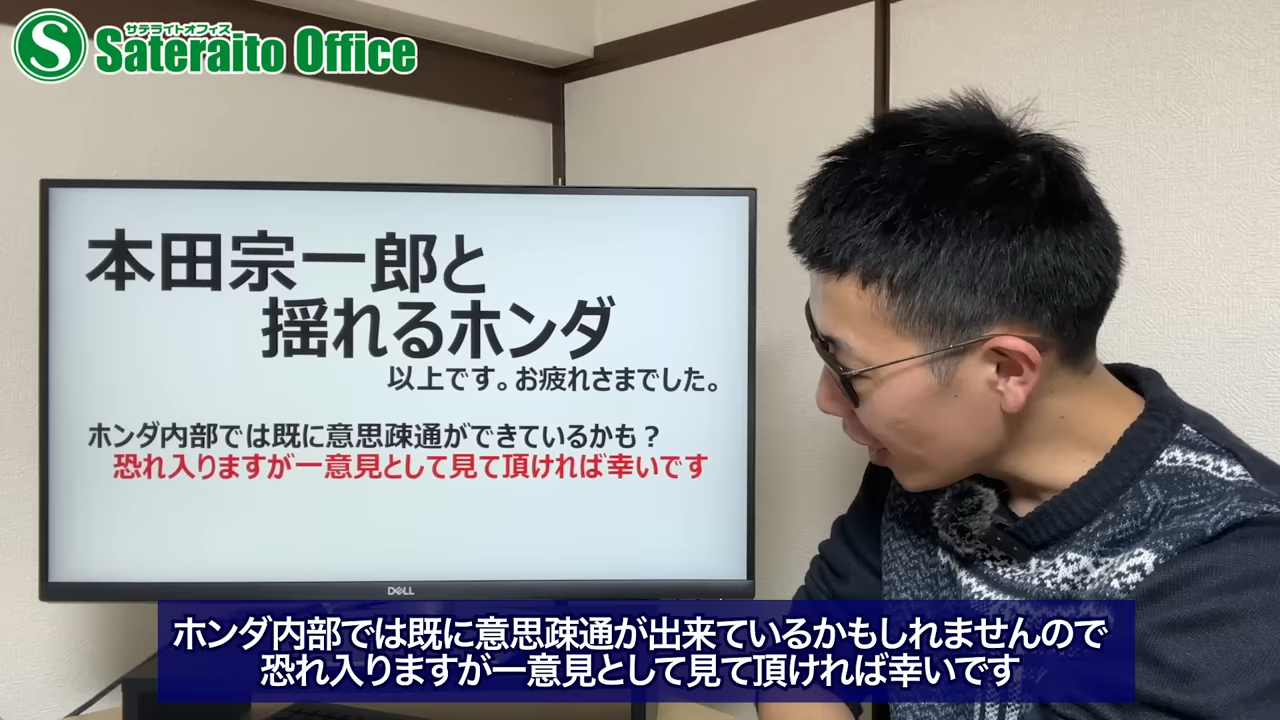 サテライトオフィス
S Sateraito Office
本田宗一郎と
揺れるホンダ
以上です。お疲れさまでした。
ホンダ内部では既に意思疎通ができているかも？
恐れ入りますが一意見として見て頂ければ幸いです
DELL
ホンダ内部では既に意思疎通が出来ているかもしれませんので
恐れ入りますが一意見として見て頂ければ幸いです